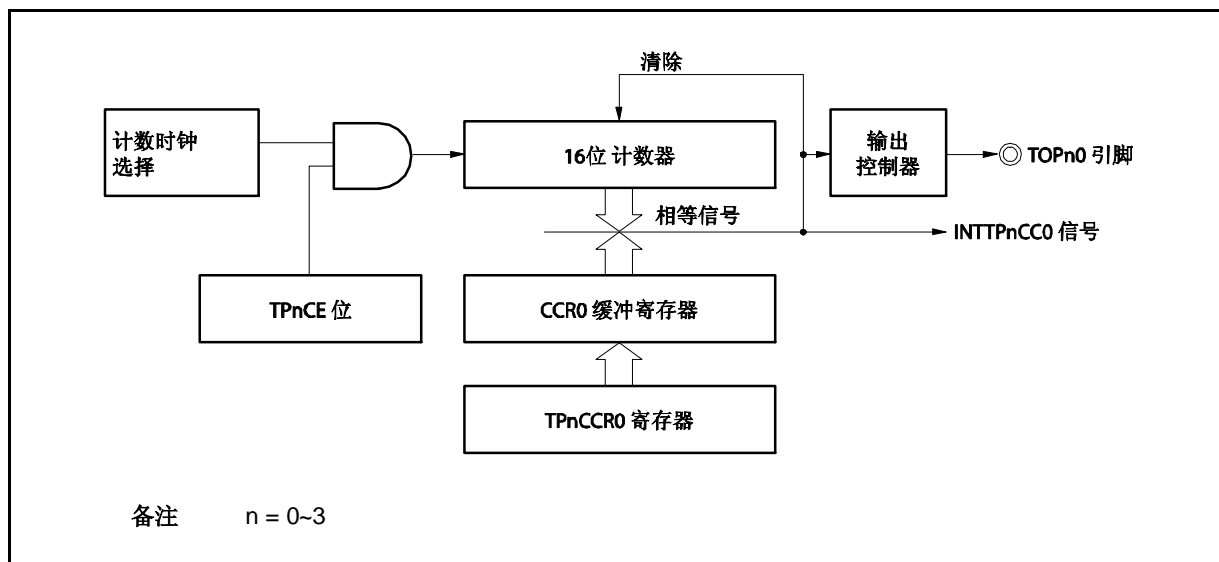 清除
计数时钟
选择
16位 计数器
输出
控制器
TOPn0 引脚
相等信号
INTTPnCC0 信号
TPnCE 位
CCR0 缓冲寄存器
TPnCCR0 寄存器
备注 n = 0~3